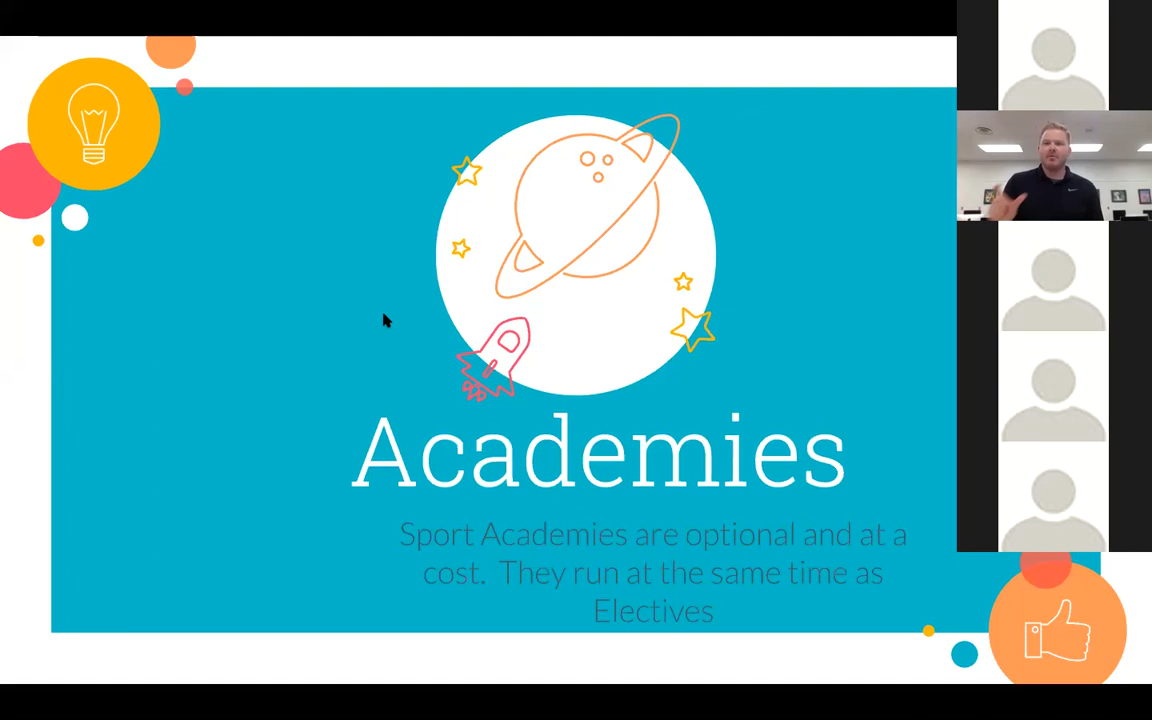 Academies
Sport Academies are optional and at a
cost. They run at the same time as
Electives